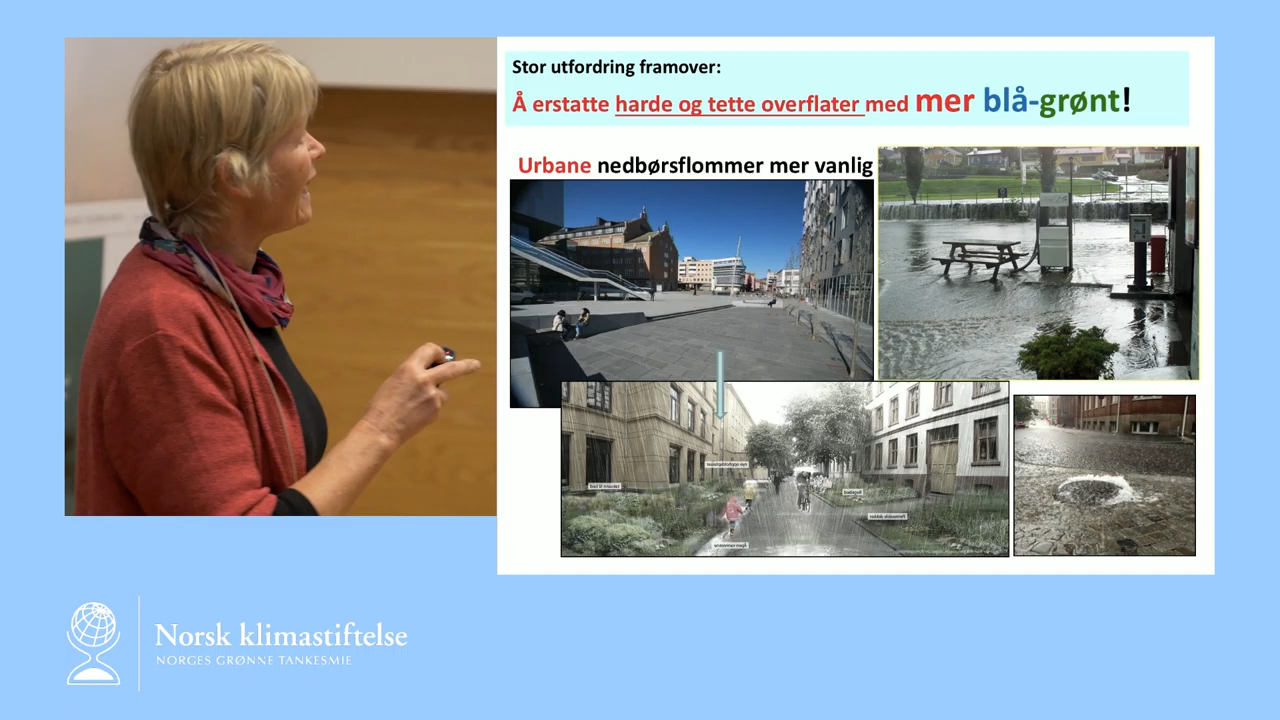 Stor utfordring framover:
Å erstatte harde og tette overflater med mer blå-grønt!
Urbane nedbørsflommer mer vanlig
Norsk klimastiftelse
NORGES GRØNNE TANKESMIE